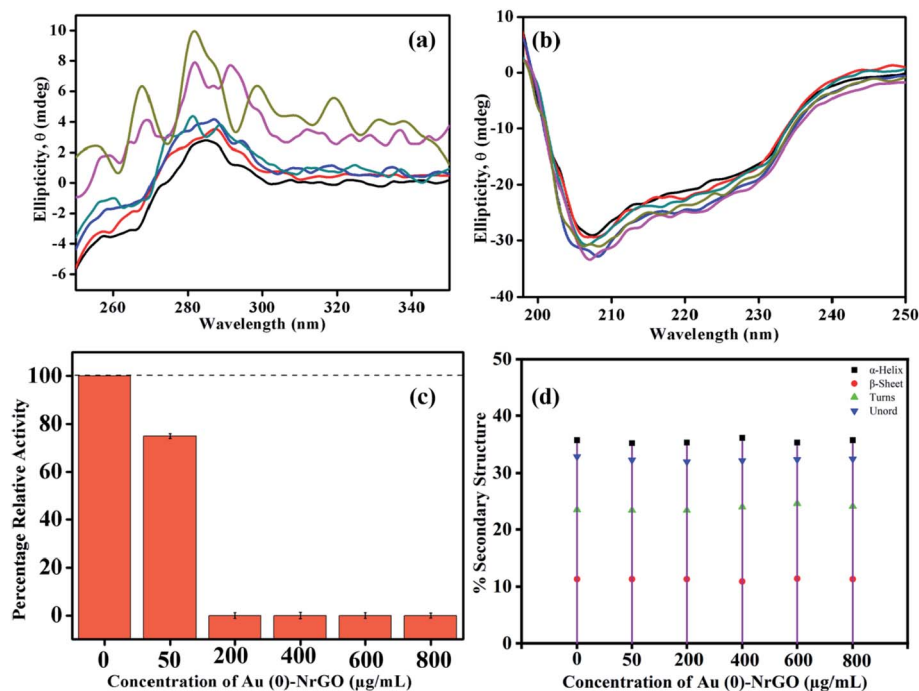 (a)
10
8
6
4
2
0
-2
-4
-6
Ellipticity, θ (mdeg)
260 280 300 320 340
Wavelength (nm)
(b)
10
0
-10
-20
-30
-40
Ellipticity, θ (mdeg)
200 210 220 230 240 250
Wavelength (nm)
(c)
100
80
60
40
20
0
Percentage Relative Activity
0 50 200 400 600 800
Concentration of Au (0)-NrGO (µg/mL)
(d)
50
40
30
20
10
0
% Secondary Structure
α-Helix
β-Sheet
Turns
Unord
0 50 200 400 600 800
Concentration of Au (0)-NrGO (µg/mL)